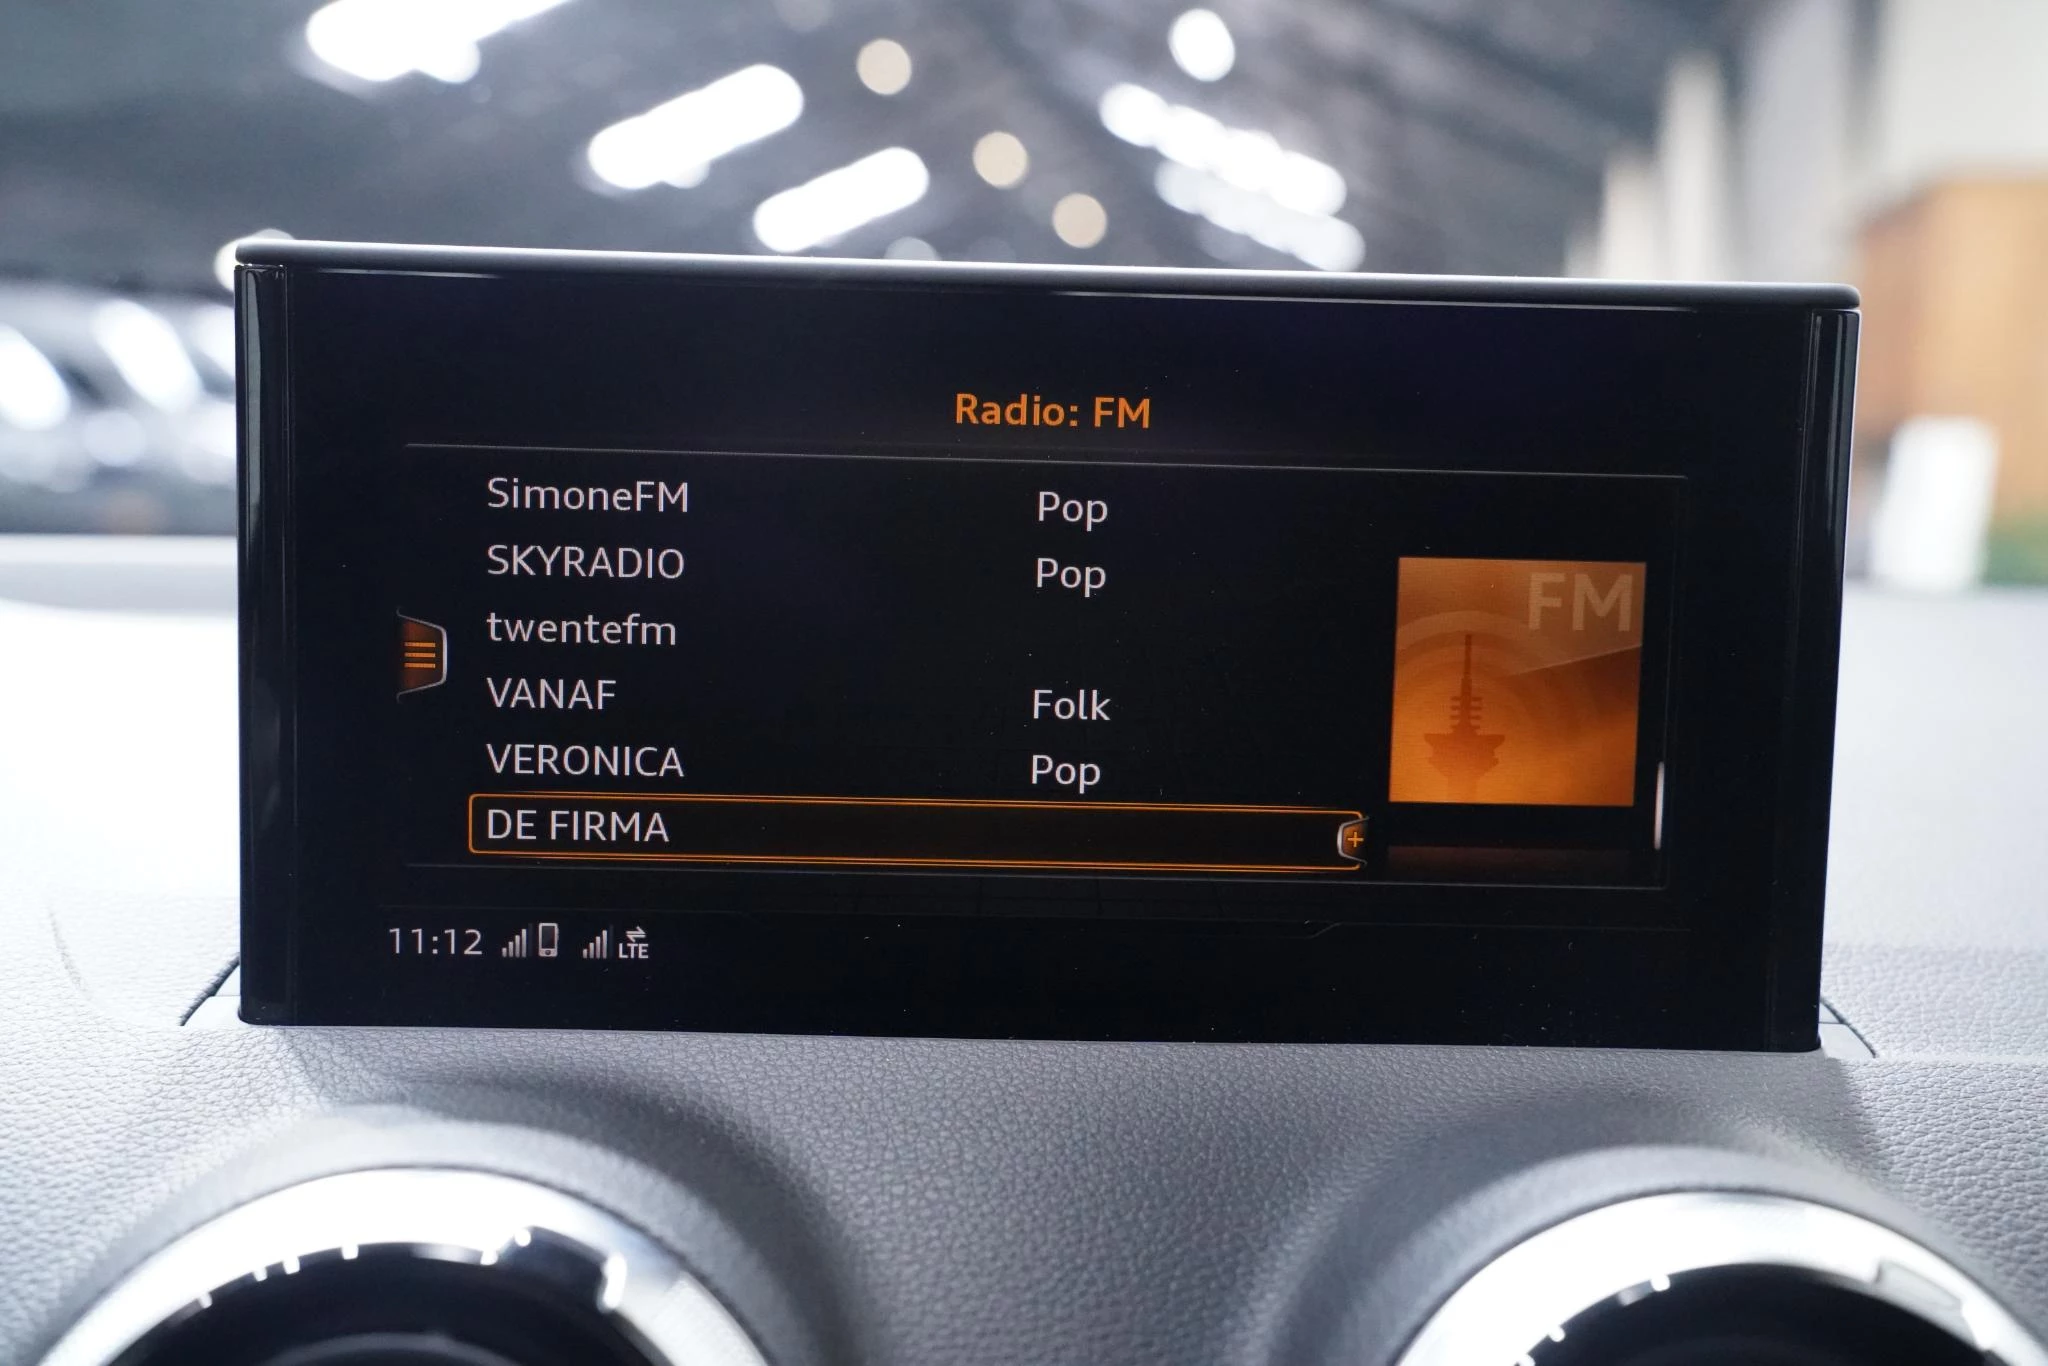 Radio: FM
SimoneFM Pop
SKYRADIO Pop
twentefm
VANAF Folk
VERONICA Pop
DE FIRMA
FM
11:12 LTE